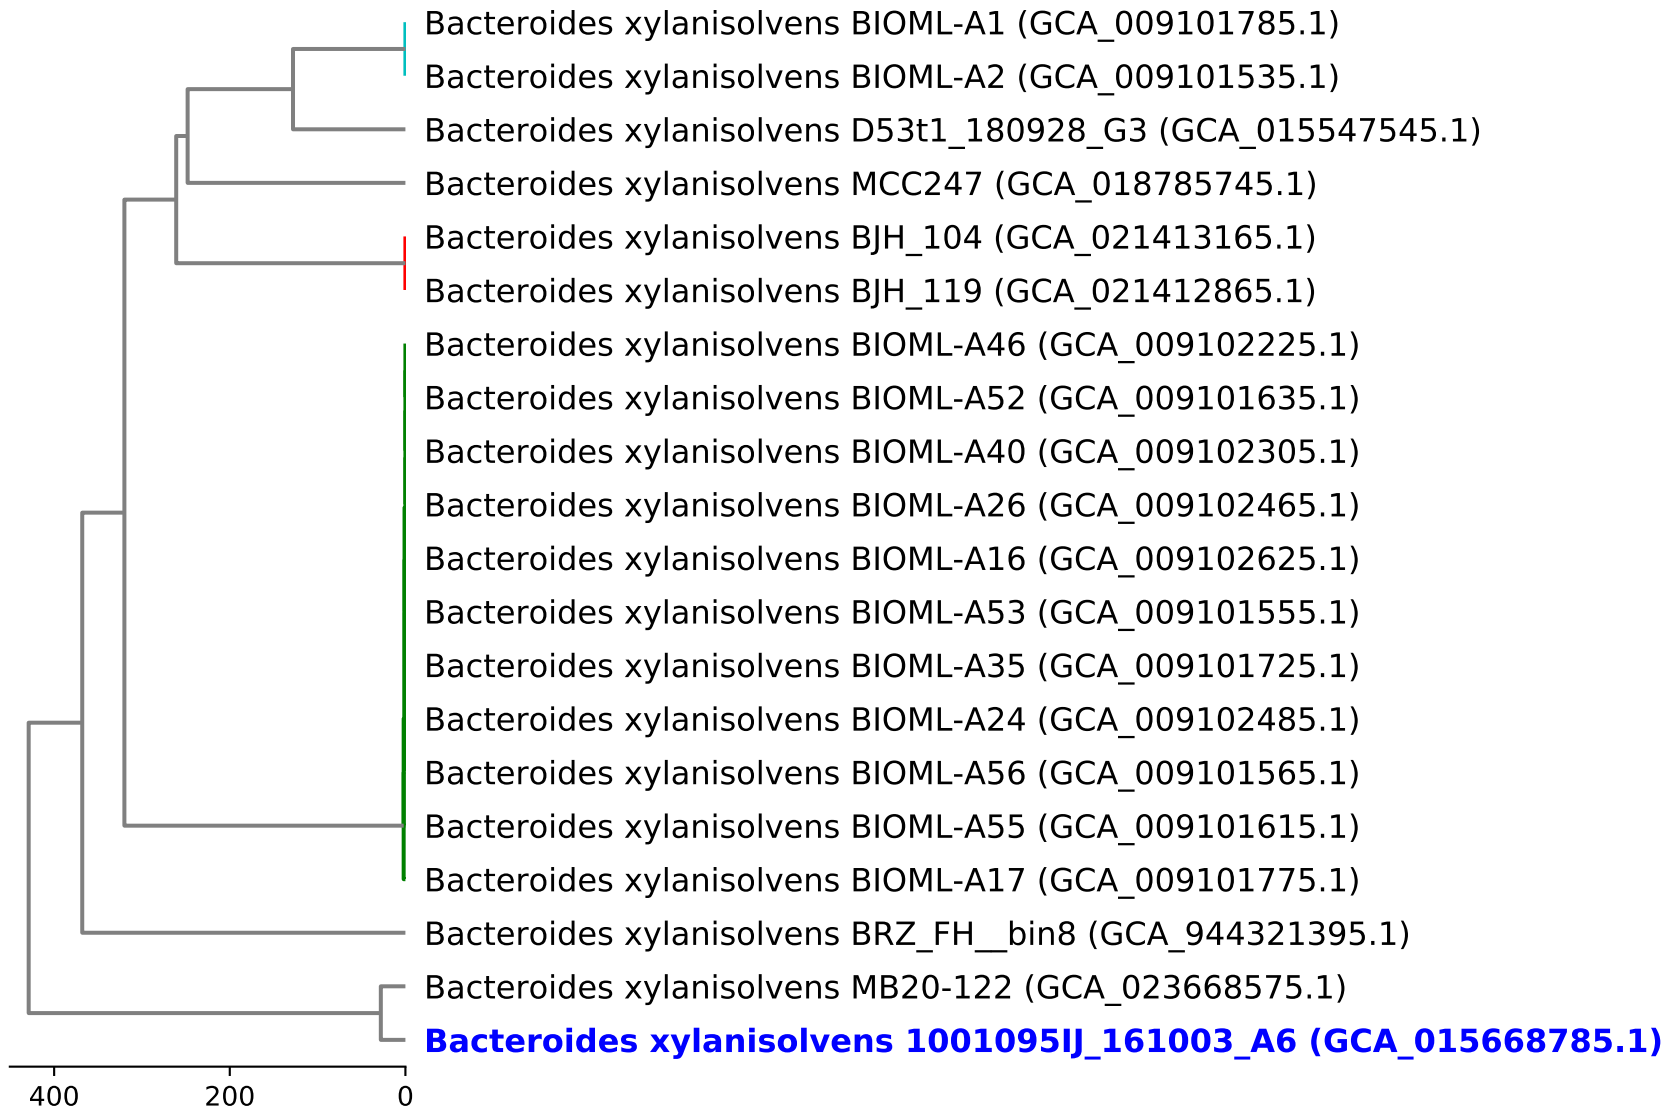 Bacteroides xylanisolvens BIOML-A1 (GCA_009101785.1)
Bacteroides xylanisolvens BIOML-A2 (GCA_009101535.1)
Bacteroides xylanisolvens D53t1_180928_G3 (GCA_015547545.1)
Bacteroides xylanisolvens MCC247 (GCA_018785745.1)
Bacteroides xylanisolvens BJH_104 (GCA_021413165.1)
Bacteroides xylanisolvens BJH_119 (GCA_021412865.1)
Bacteroides xylanisolvens BIOML-A46 (GCA_009102225.1)
Bacteroides xylanisolvens BIOML-A52 (GCA_009101635.1)
Bacteroides xylanisolvens BIOML-A40 (GCA_009102305.1)
Bacteroides xylanisolvens BIOML-A26 (GCA_009102465.1)
Bacteroides xylanisolvens BIOML-A16 (GCA_009102625.1)
Bacteroides xylanisolvens BIOML-A53 (GCA_009101555.1)
Bacteroides xylanisolvens BIOML-A35 (GCA_009101725.1)
Bacteroides xylanisolvens BIOML-A24 (GCA_009102485.1)
Bacteroides xylanisolvens BIOML-A56 (GCA_009101565.1)
Bacteroides xylanisolvens BIOML-A55 (GCA_009101615.1)
Bacteroides xylanisolvens BIOML-A17 (GCA_009101775.1)
Bacteroides xylanisolvens BRZ_FH__bin8 (GCA_944321395.1)
Bacteroides xylanisolvens MB20-122 (GCA_023668575.1)
Bacteroides xylanisolvens 1001095IJ_161003_A6 (GCA_015668785.1)
400 200 0